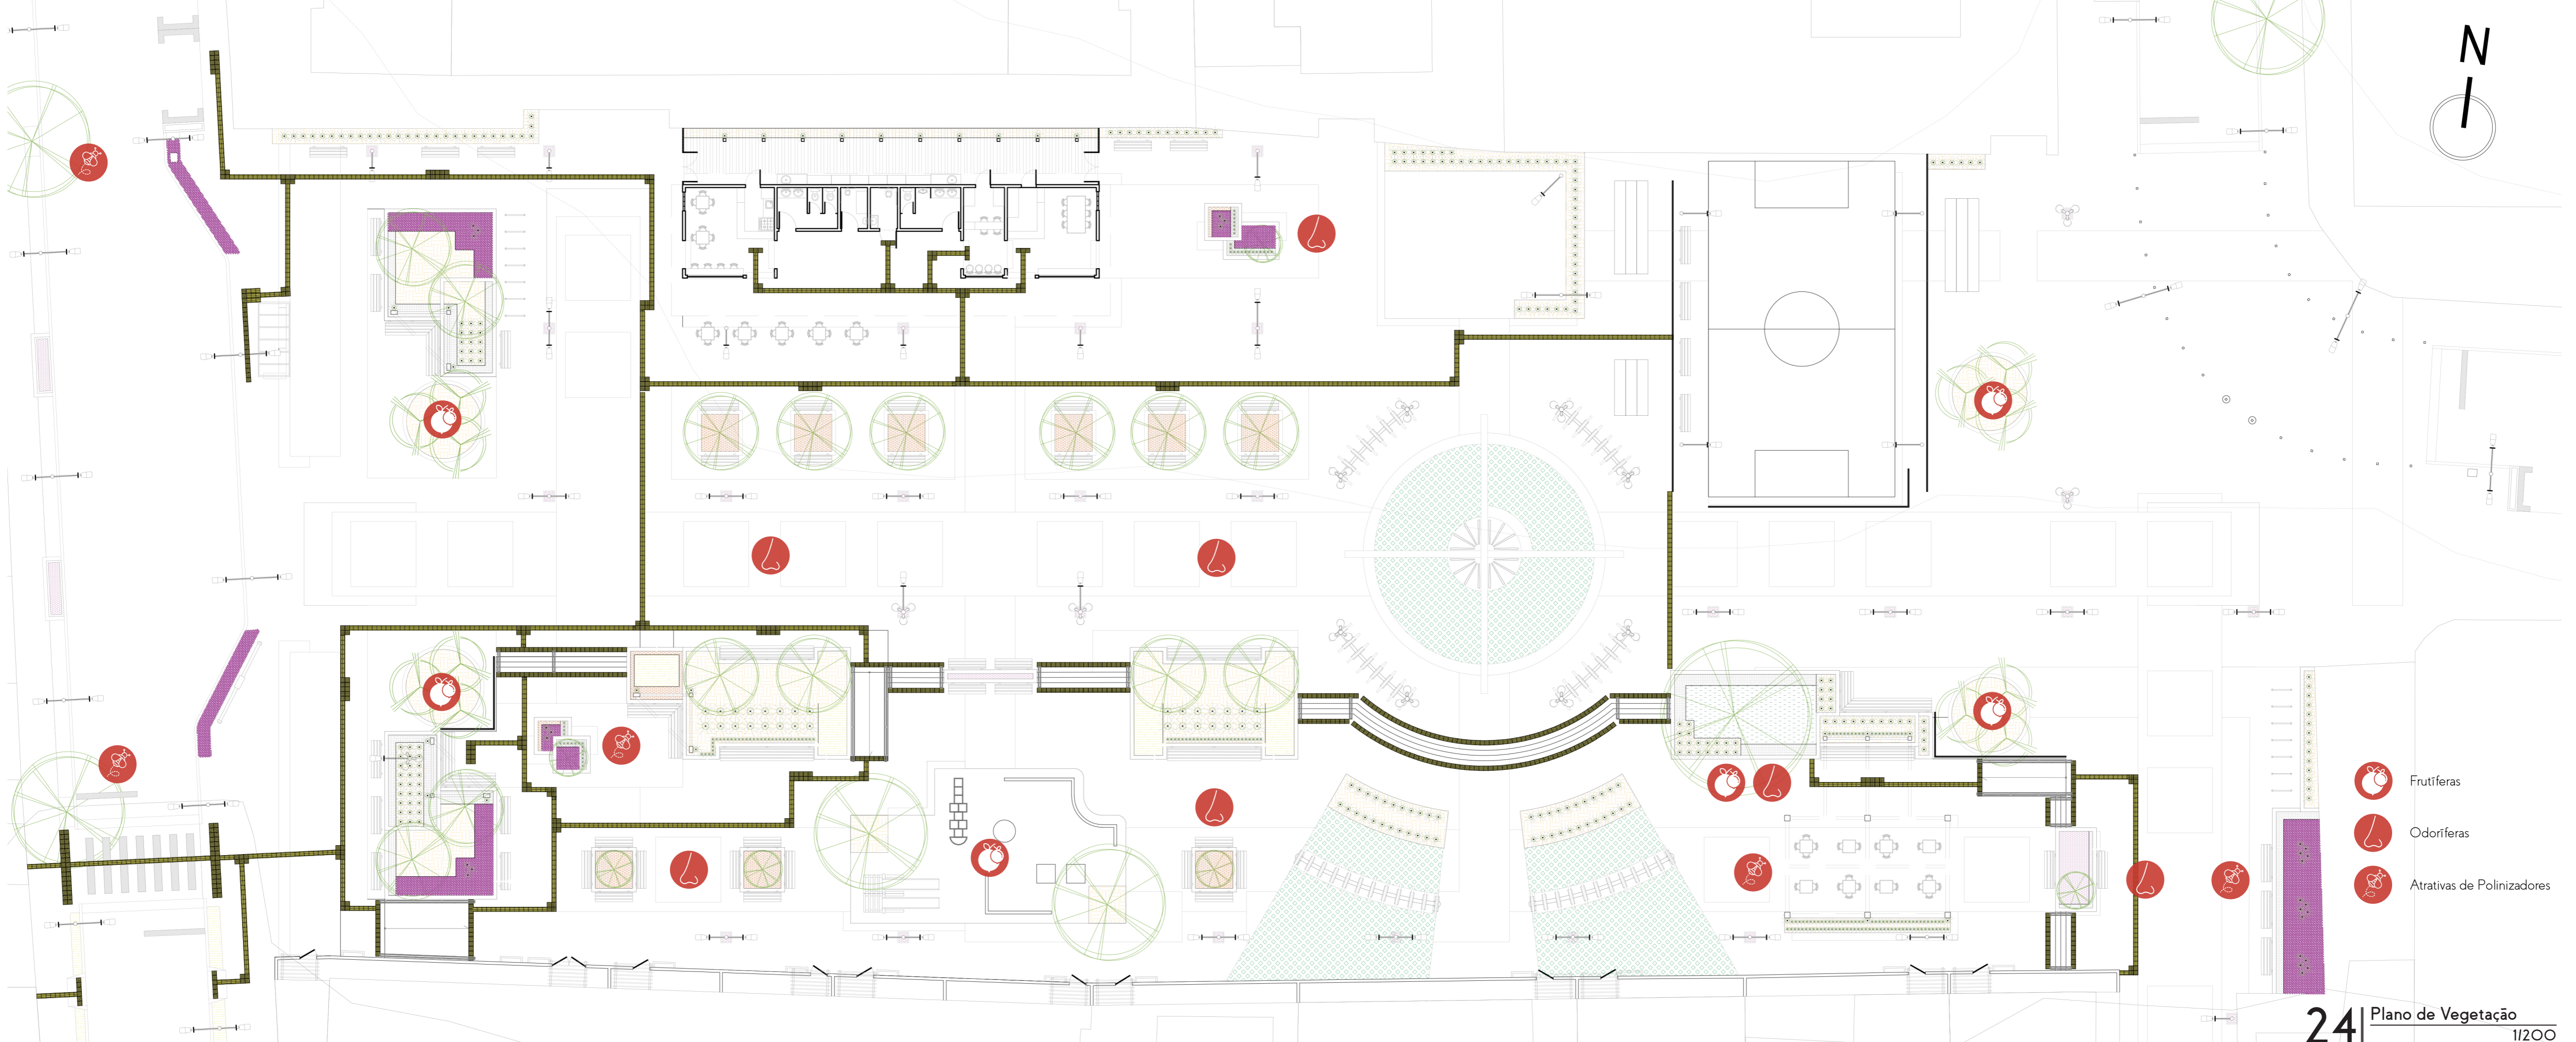 N
Frutíferas
Odoríferas
Atrativas de Polinizadores
24
Plano de Vegetação
1/200